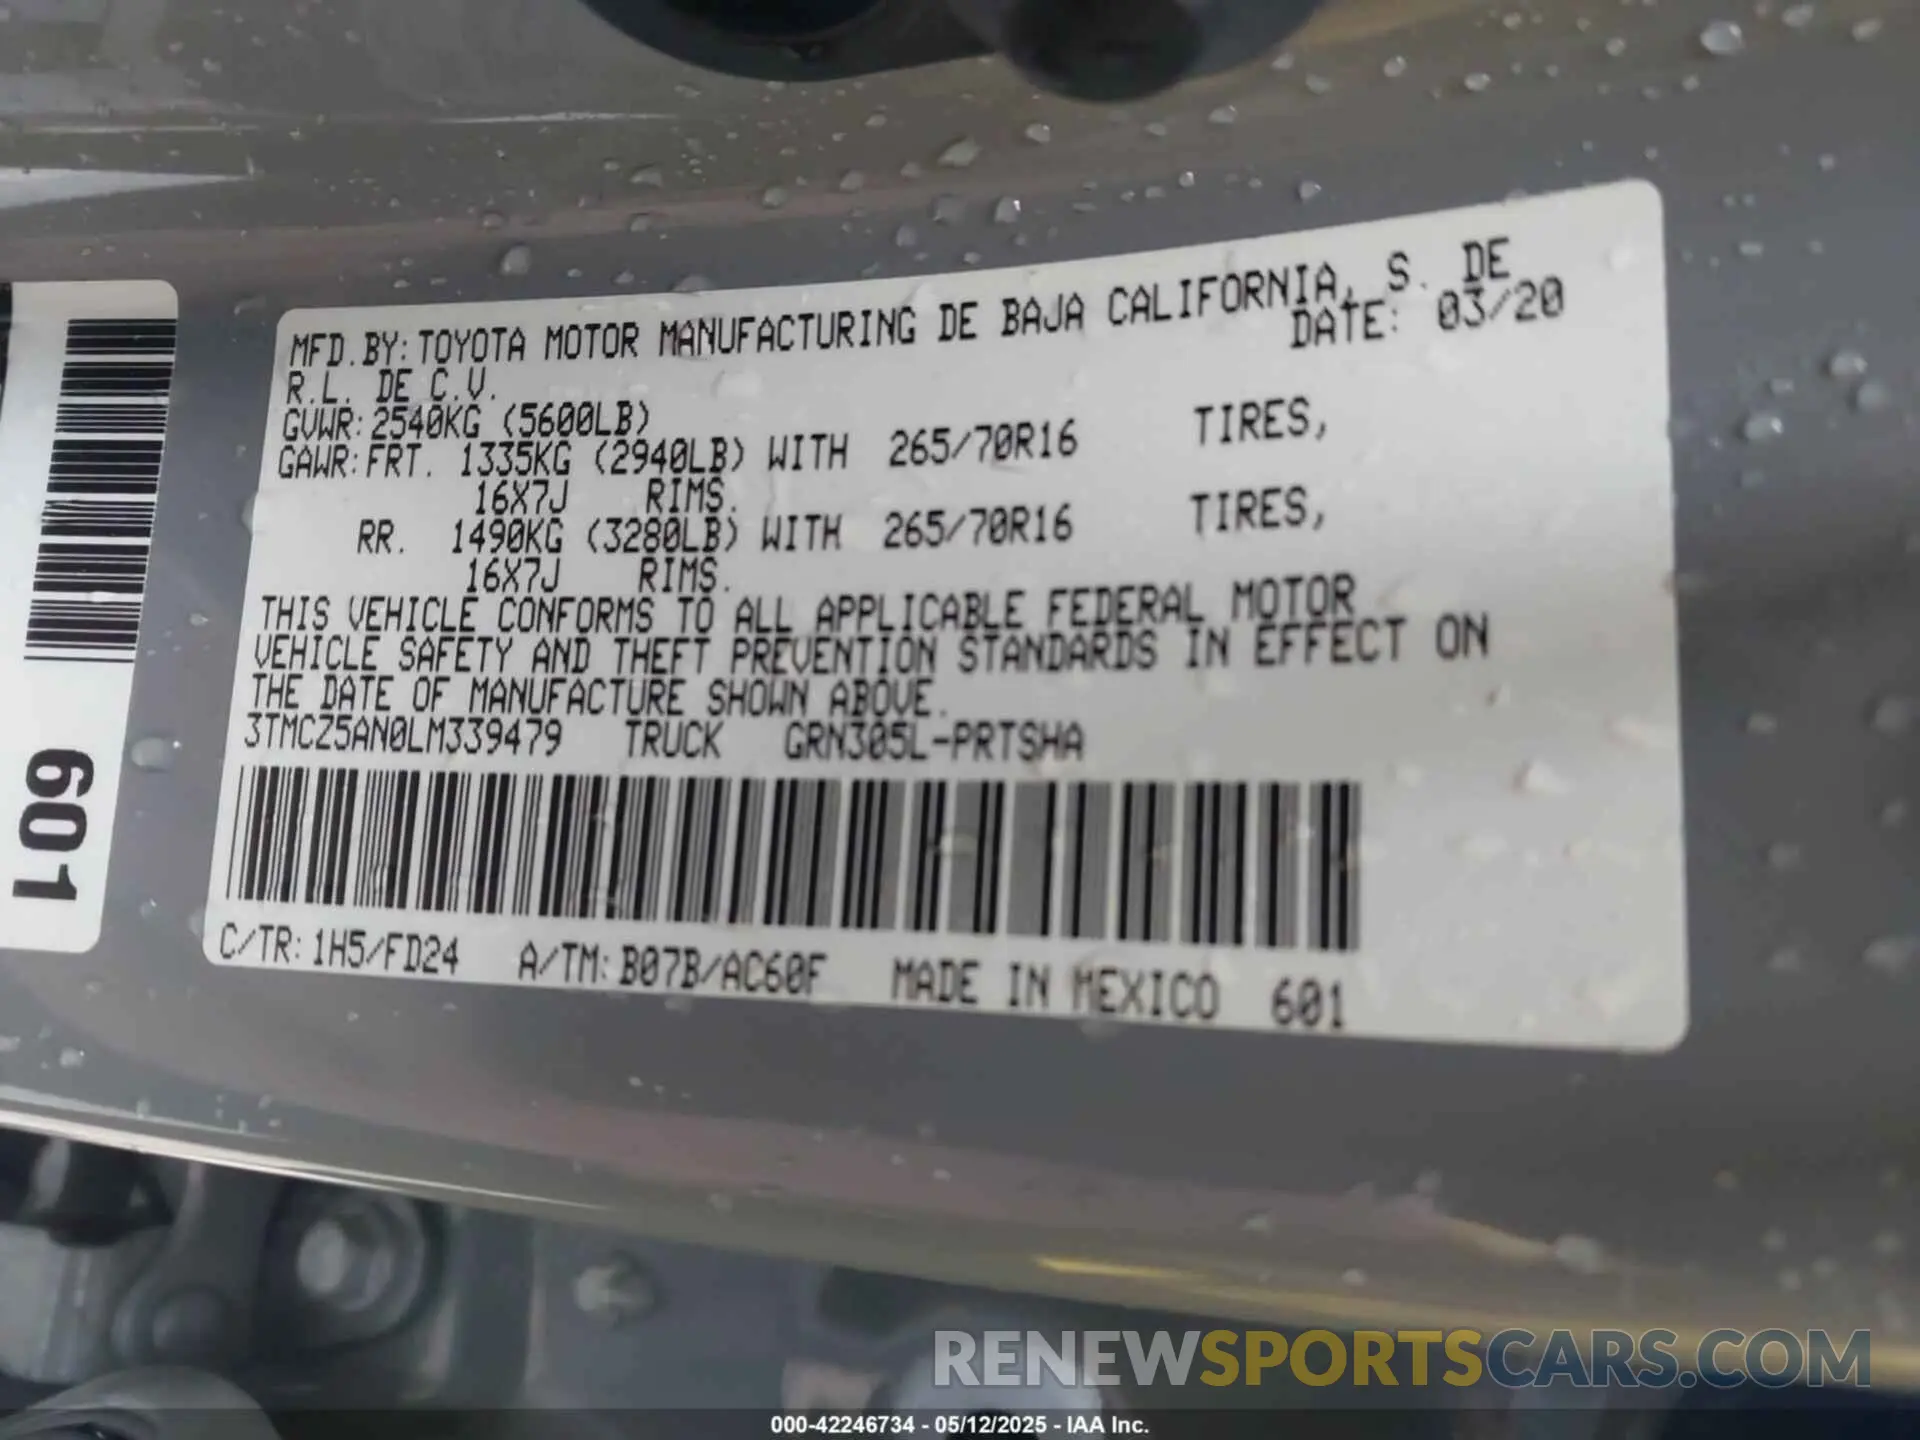 MFD.BY:TOYOTA MOTOR MANUFACTURING DE BAJA CALIFORNIA, S. DE
R.L. DE C.V. DATE: 03/20
GVWR:2540KG (5600LB)
GAWR:FRT. 1335KG (2940LB) WITH 265/70R16 TIRES,
16X7J RIMS.
RR. 1490KG (3280LB) WITH 265/70R16 TIRES,
16X7J RIMS.
THIS VEHICLE CONFORMS TO ALL APPLICABLE FEDERAL MOTOR
VEHICLE SAFETY AND THEFT PREVENTION STANDARDS IN EFFECT ON
THE DATE OF MANUFACTURE SHOWN ABOVE.
3TMCZ5AN0LM339479 TRUCK GRN305L-PRTSHA
C/TR:1H5/FD24 A/TM:B07B/AC60F MADE IN MEXICO 601
601
RENEWSPORTSCARS.COM
000-42246734 - 05/12/2025 - IAA Inc.